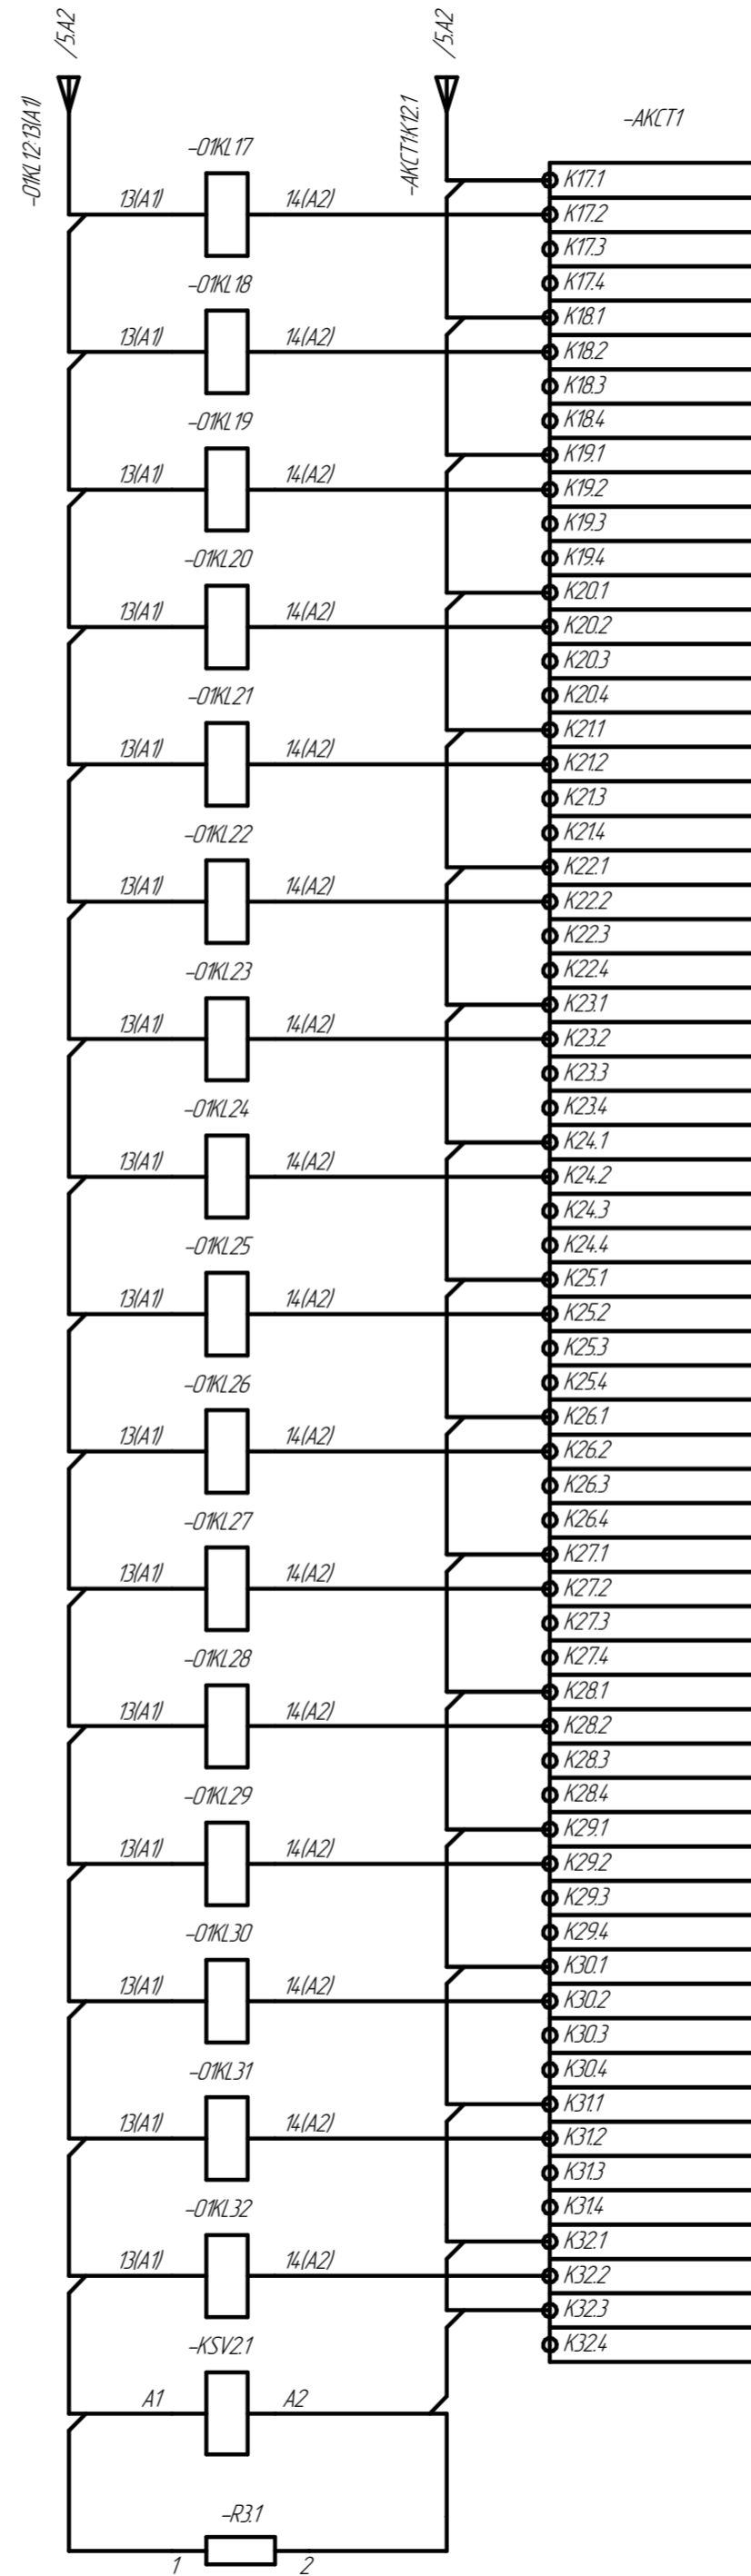 /5.A2
/5.A2
-01KL12:13(A1)
-AKCT1:K12.1
-AKCT1
-01KL17
13(A1)
14(A2)
K17.1
K17.2
K17.3
K17.4
-01KL18
13(A1)
14(A2)
K18.1
K18.2
K18.3
K18.4
-01KL19
13(A1)
14(A2)
K19.1
K19.2
K19.3
K19.4
-01KL20
13(A1)
14(A2)
K20.1
K20.2
K20.3
K20.4
-01KL21
13(A1)
14(A2)
K21.1
K21.2
K21.3
K21.4
-01KL22
13(A1)
14(A2)
K22.1
K22.2
K22.3
K22.4
-01KL23
13(A1)
14(A2)
K23.1
K23.2
K23.3
K23.4
-01KL24
13(A1)
14(A2)
K24.1
K24.2
K24.3
K24.4
-01KL25
13(A1)
14(A2)
K25.1
K25.2
K25.3
K25.4
-01KL26
13(A1)
14(A2)
K26.1
K26.2
K26.3
K26.4
-01KL27
13(A1)
14(A2)
K27.1
K27.2
K27.3
K27.4
-01KL28
13(A1)
14(A2)
K28.1
K28.2
K28.3
K28.4
-01KL29
13(A1)
14(A2)
K29.1
K29.2
K29.3
K29.4
-01KL30
13(A1)
14(A2)
K30.1
K30.2
K30.3
K30.4
-01KL31
13(A1)
14(A2)
K31.1
K31.2
K31.3
K31.4
-01KL32
13(A1)
14(A2)
K32.1
K32.2
K32.3
K32.4
-KSV2.1
A1
A2
-R3.1
1
2